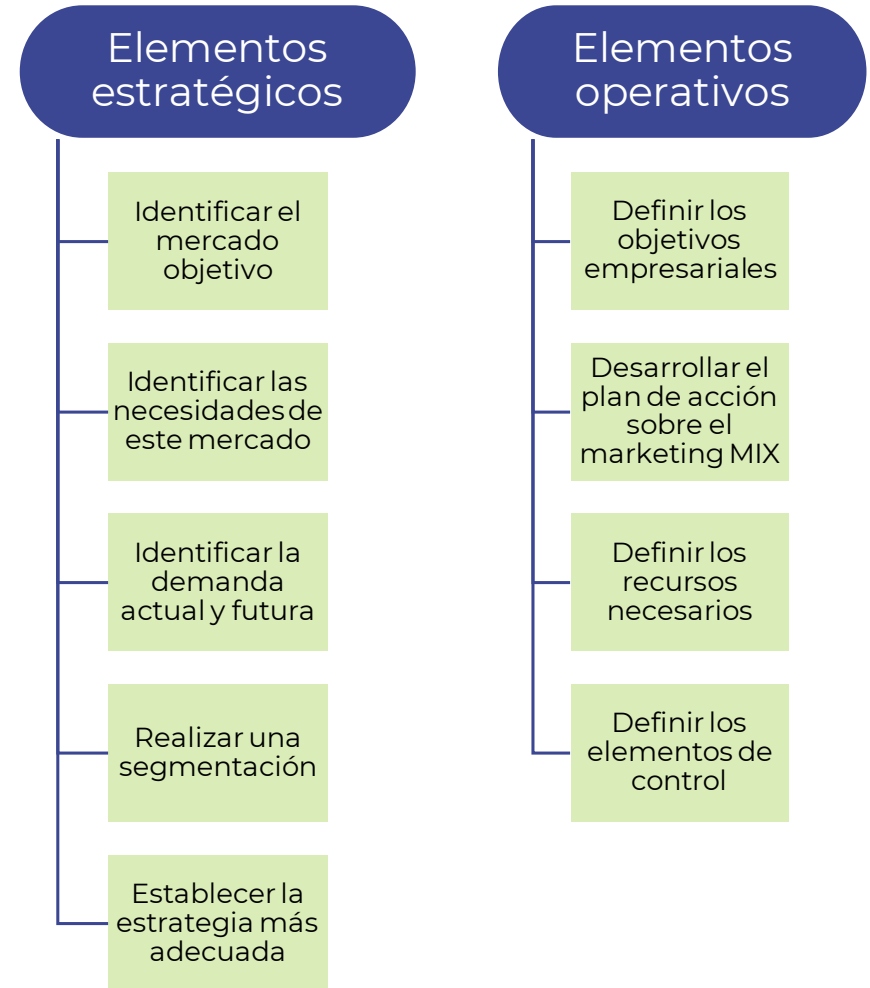 Elementos
estratégicos
Identificar el
mercado
objetivo
Identificar las
necesidades de
este mercado
Identificar la
demanda
actual y futura
Realizar una
segmentación
Establecer la
estrategia más
adecuada
Elementos
operativos
Definir los
objetivos
empresariales
Desarrollar el
plan de acción
sobre el
marketing MIX
Definir los
recursos
necesarios
Definir los
elementos de
control